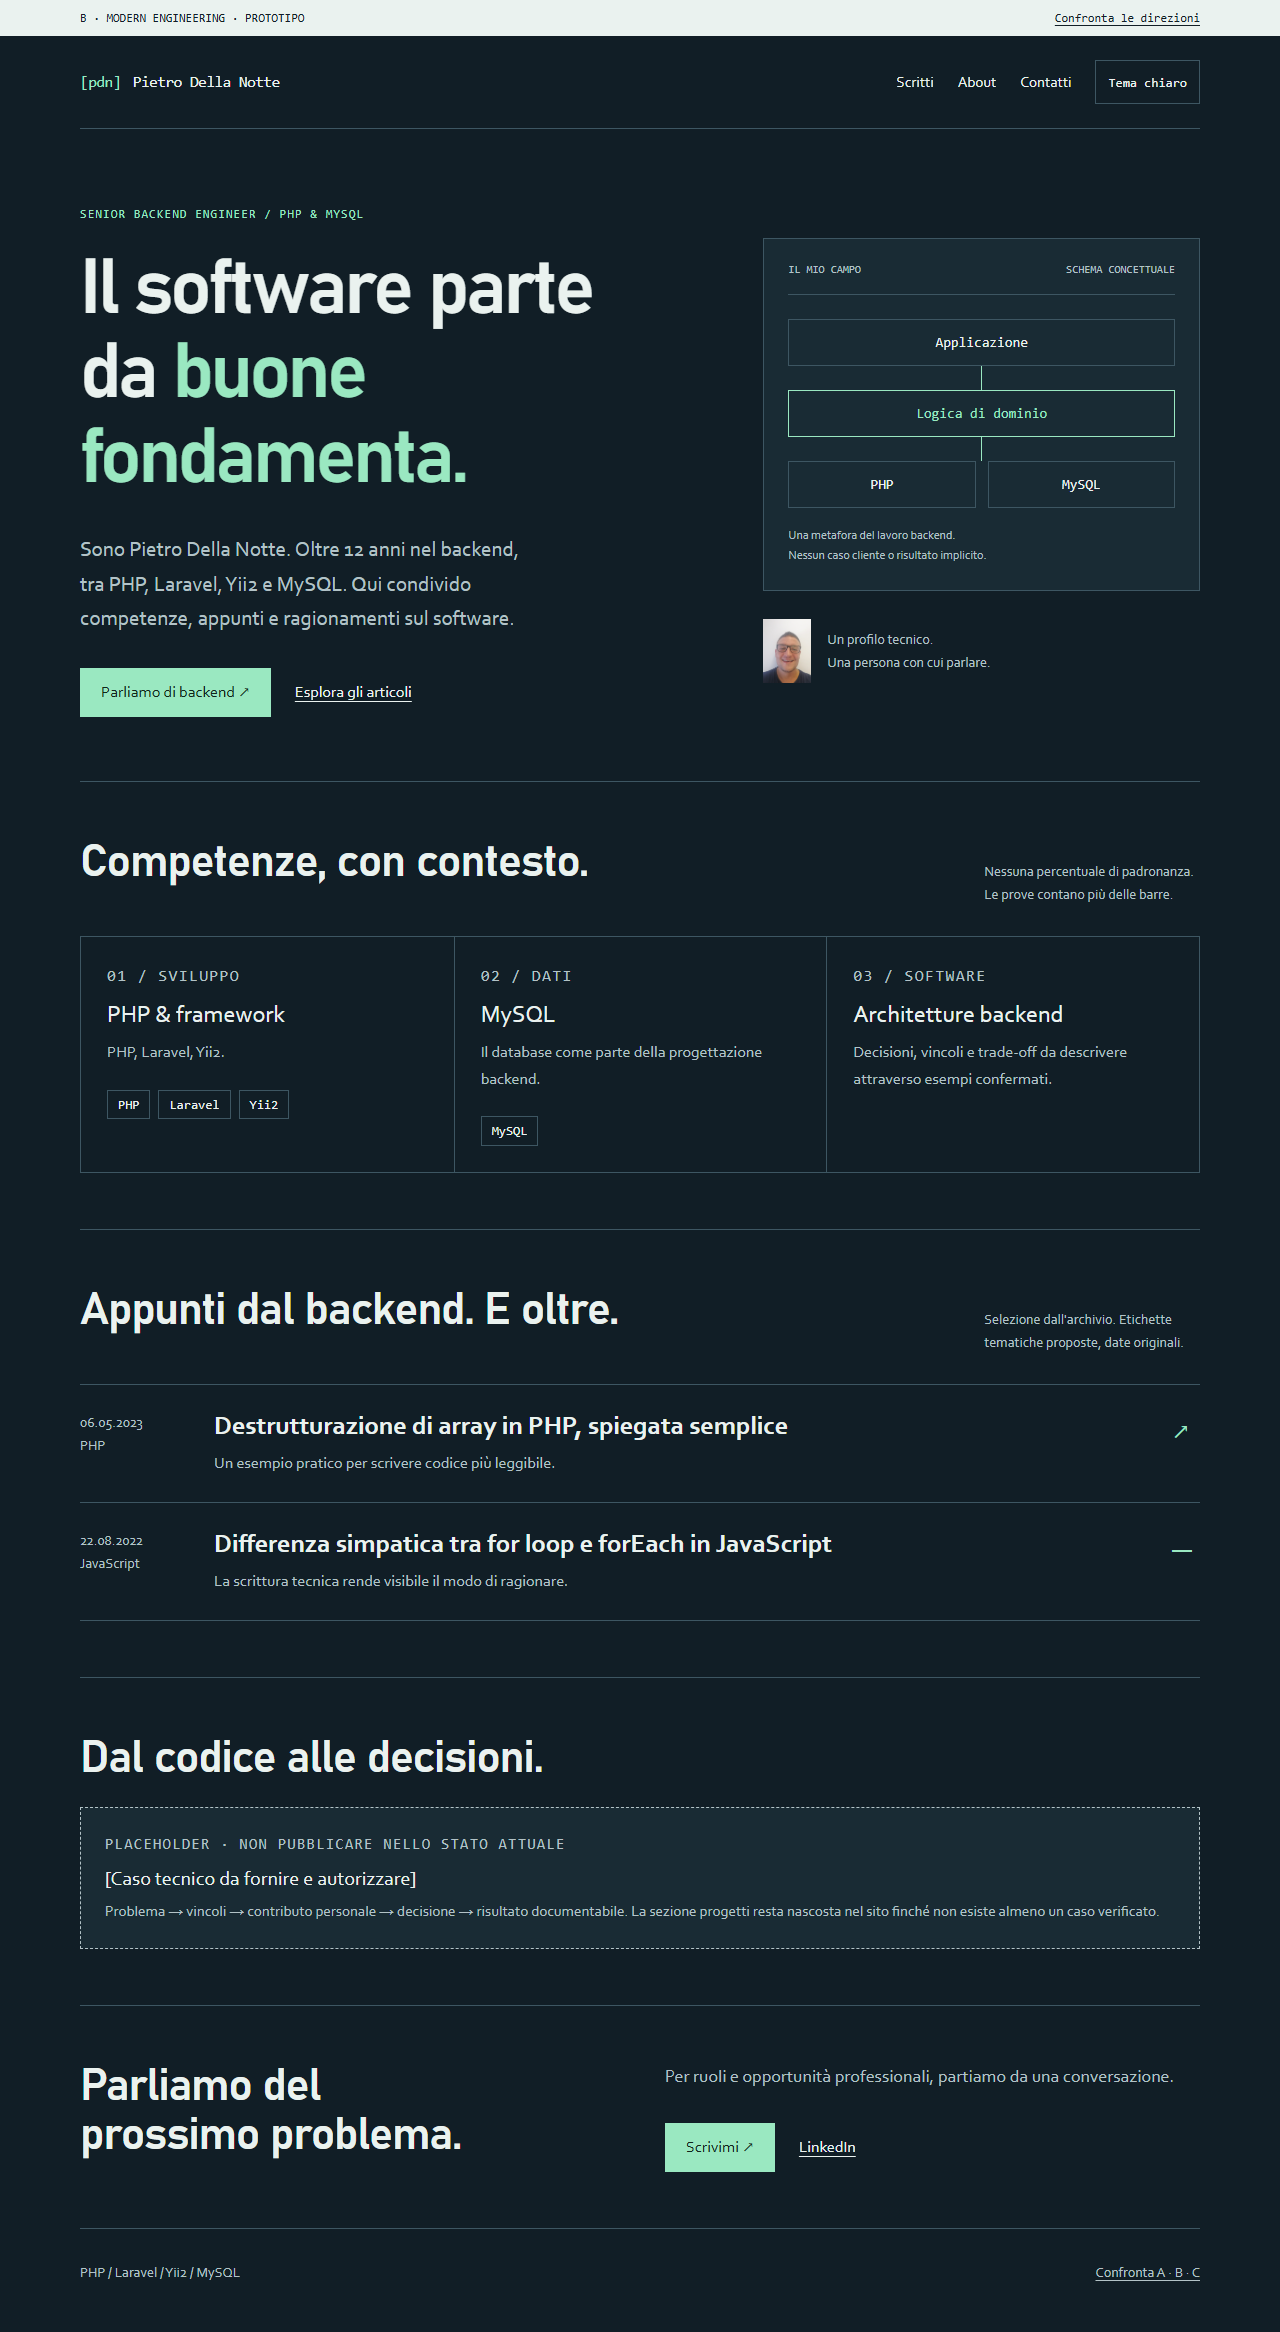 B · MODERN ENGINEERING · PROTOTIPO
Confronta le direzioni
[pdn] Pietro Della Notte
Scritti
About
Contatti
Tema chiaro
SENIOR BACKEND ENGINEER / PHP & MYSQL
Il software parte
da buone
fondamenta.
Sono Pietro Della Notte. Oltre 12 anni nel backend,
tra PHP, Laravel, Yii2 e MySQL. Qui condivido
competenze, appunti e ragionamenti sul software.
Parliamo di backend ↗
Esplora gli articoli
IL MIO CAMPO
SCHEMA CONCETTUALE
Applicazione
Logica di dominio
PHP
MySQL
Una metafora del lavoro backend.
Nessun caso cliente o risultato implicito.
Un profilo tecnico.
Una persona con cui parlare.
Competenze, con contesto.
Nessuna percentuale di padronanza.
Le prove contano più delle barre.
01 / SVILUPPO
PHP & framework
PHP, Laravel, Yii2.
PHP
Laravel
Yii2
02 / DATI
MySQL
Il database come parte della progettazione
backend.
MySQL
03 / SOFTWARE
Architetture backend
Decisioni, vincoli e trade-off da descrivere
attraverso esempi confermati.
Appunti dal backend. E oltre.
Selezione dall'archivio. Etichette
tematiche proposte, date originali.
06.05.2023
PHP
Destrutturazione di array in PHP, spiegata semplice
Un esempio pratico per scrivere codice più leggibile.
↗
22.08.2022
JavaScript
Differenza simpatica tra for loop e forEach in JavaScript
La scrittura tecnica rende visibile il modo di ragionare.
—
Dal codice alle decisioni.
PLACEHOLDER · NON PUBBLICARE NELLO STATO ATTUALE
[Caso tecnico da fornire e autorizzare]
Problema → vincoli → contributo personale → decisione → risultato documentabile. La sezione progetti resta nascosta nel sito finché non esiste almeno un caso verificato.
Parliamo del
prossimo problema.
Per ruoli e opportunità professionali, partiamo da una conversazione.
Scrivimi ↗
LinkedIn
PHP / Laravel / Yii2 / MySQL
Confronta A · B · C